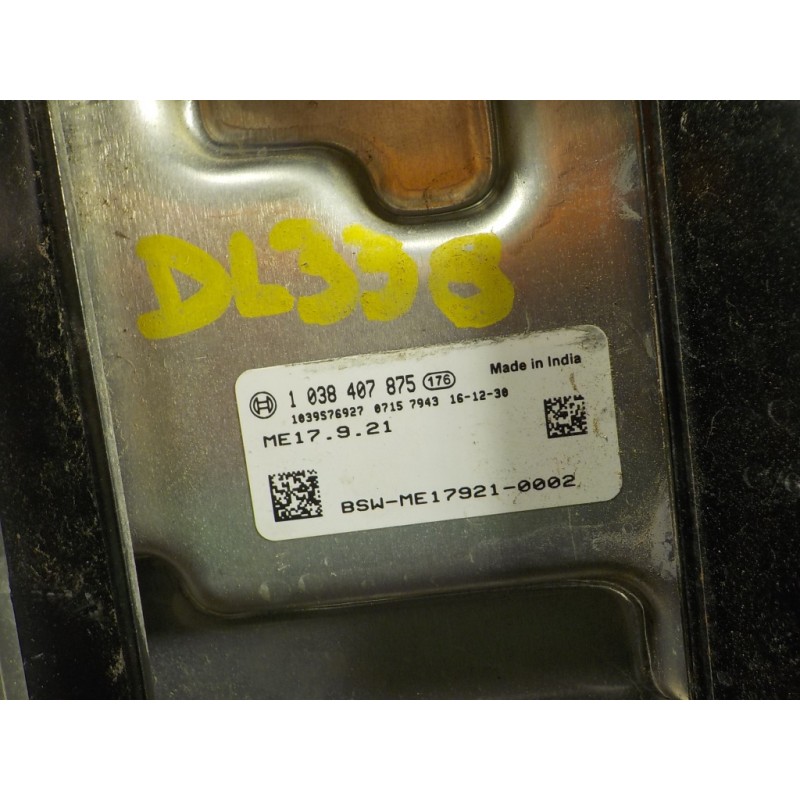 DL338
1 038 407 875 176
Made in India
1039S76927 0715 7943 16-12-30
ME17.9.21
BSW-ME17921-0002